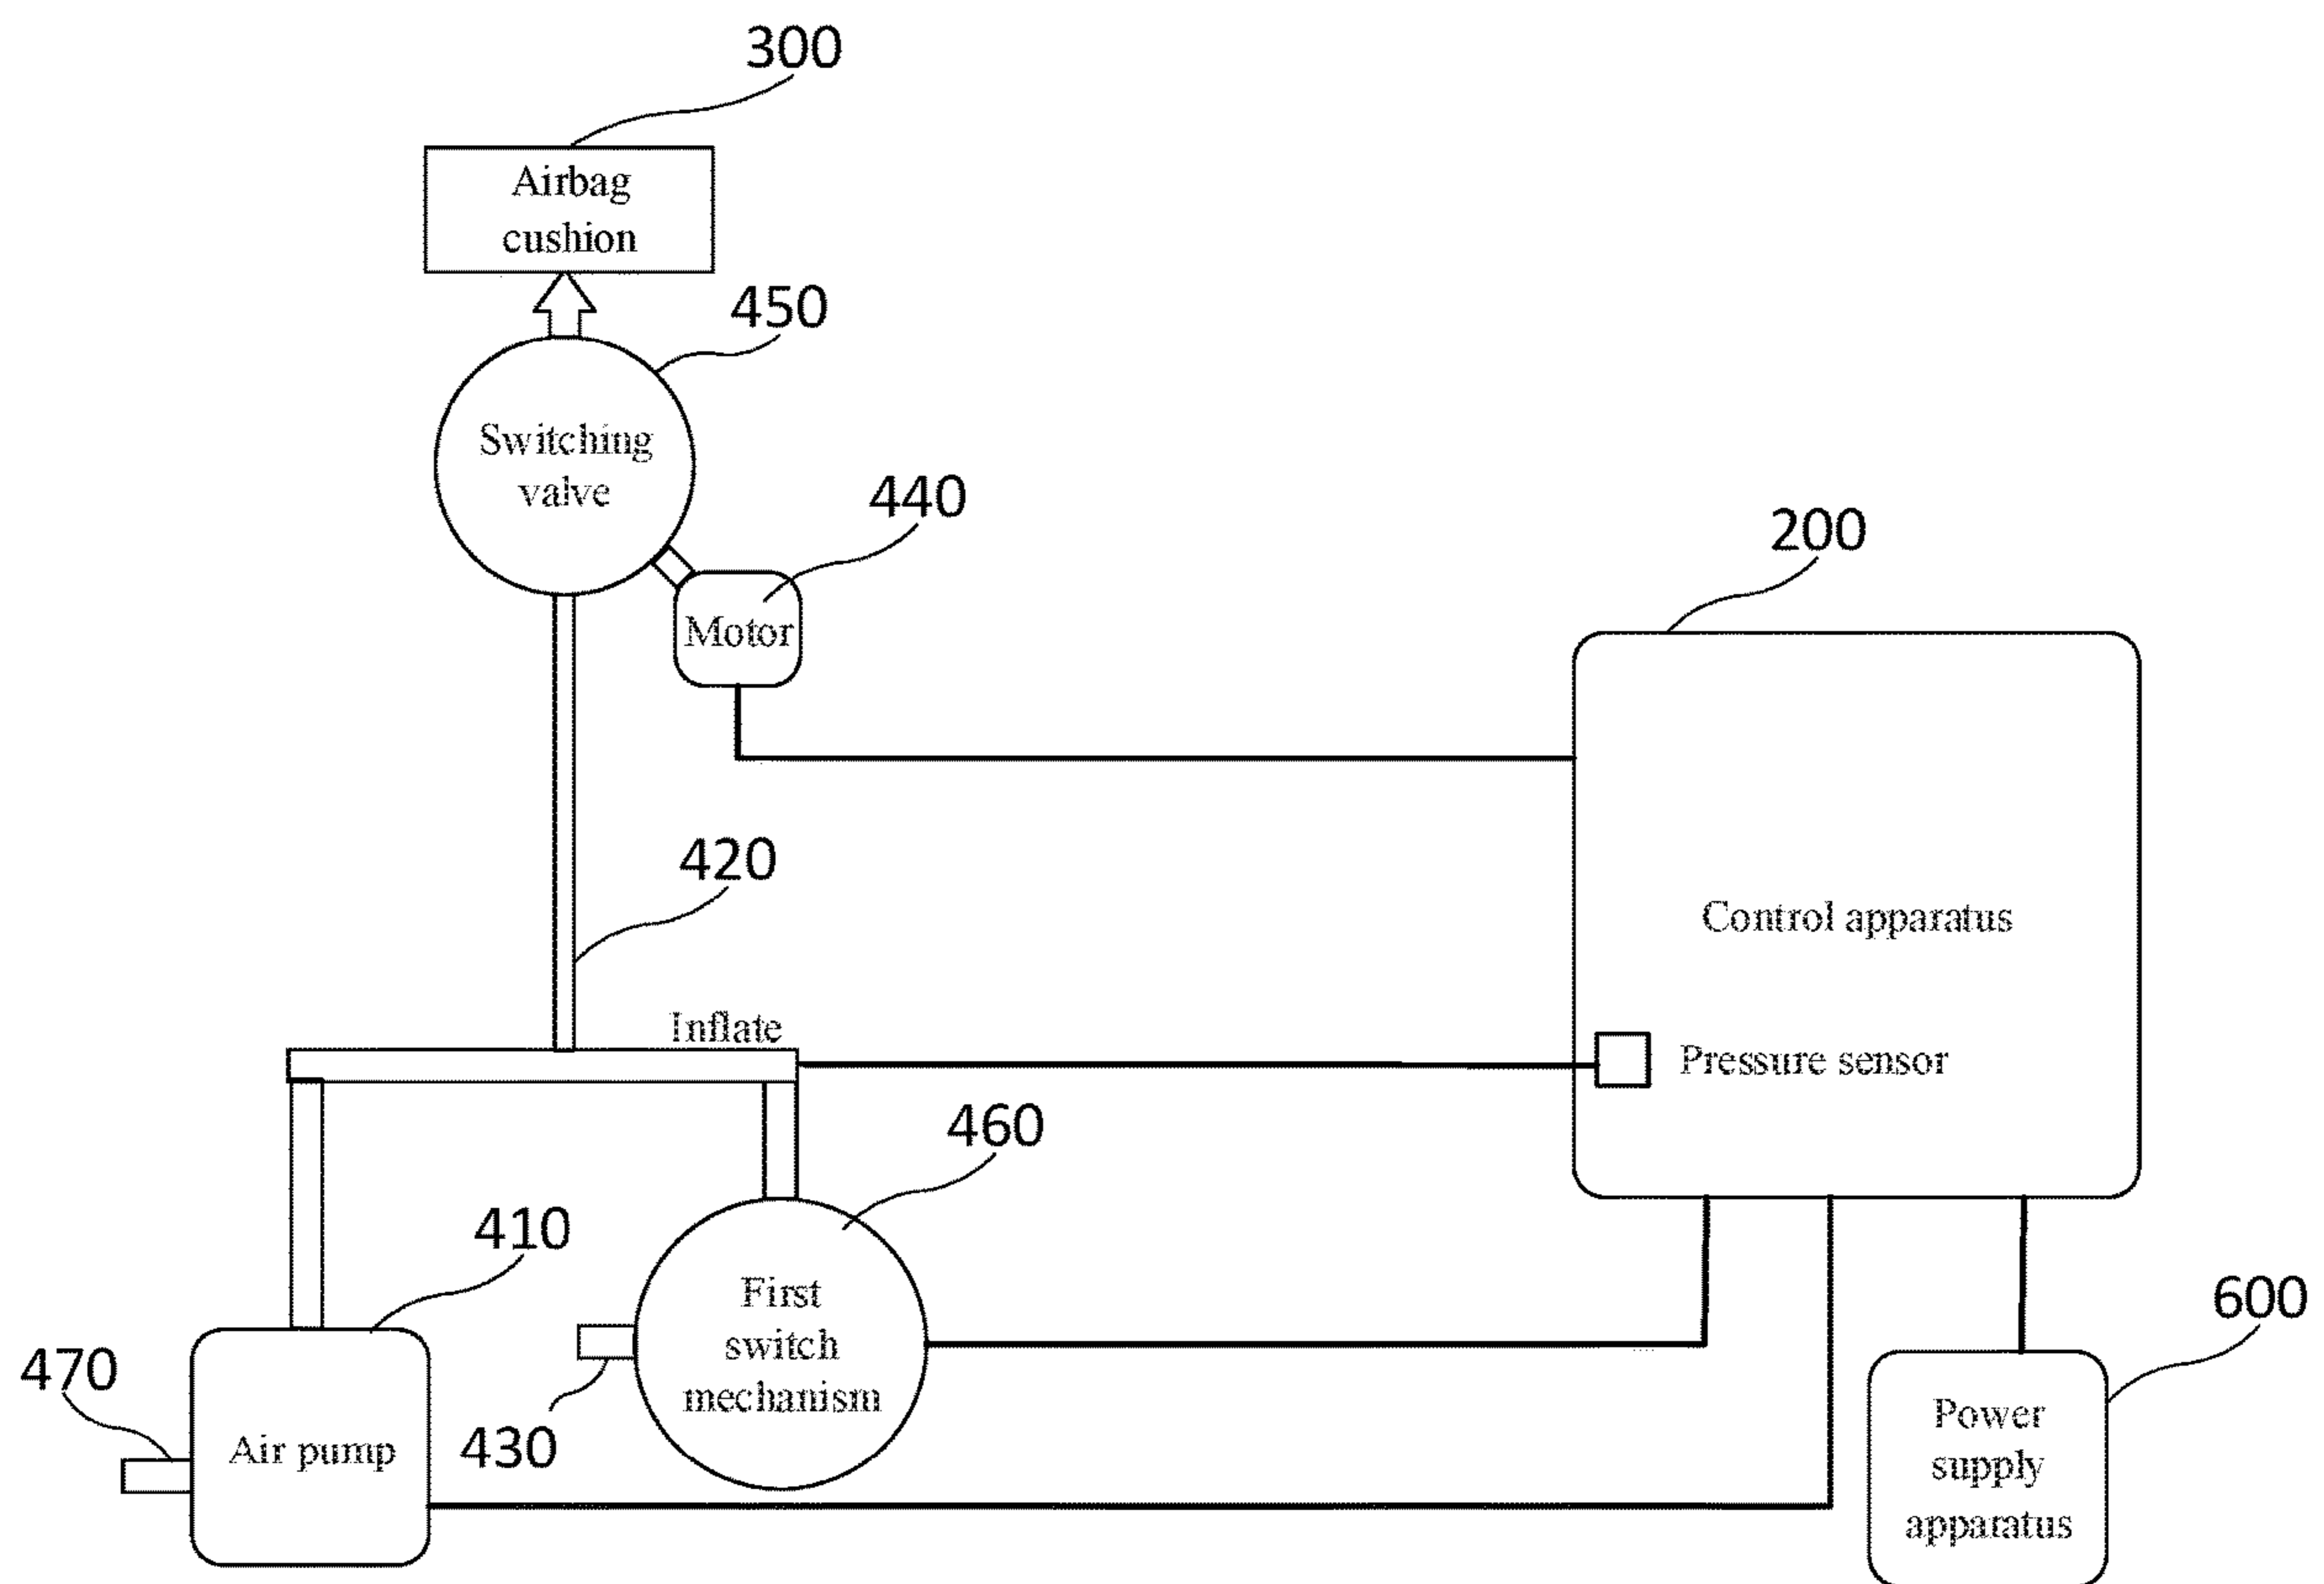 300
Airbag
cushion
450
Switching
valve
440
Motor
200
420
Control apparatus
Inflate
Pressure sensor
460
410
First
switch
mechanism
600
470
430
Air pump
Power
supply
apparatus